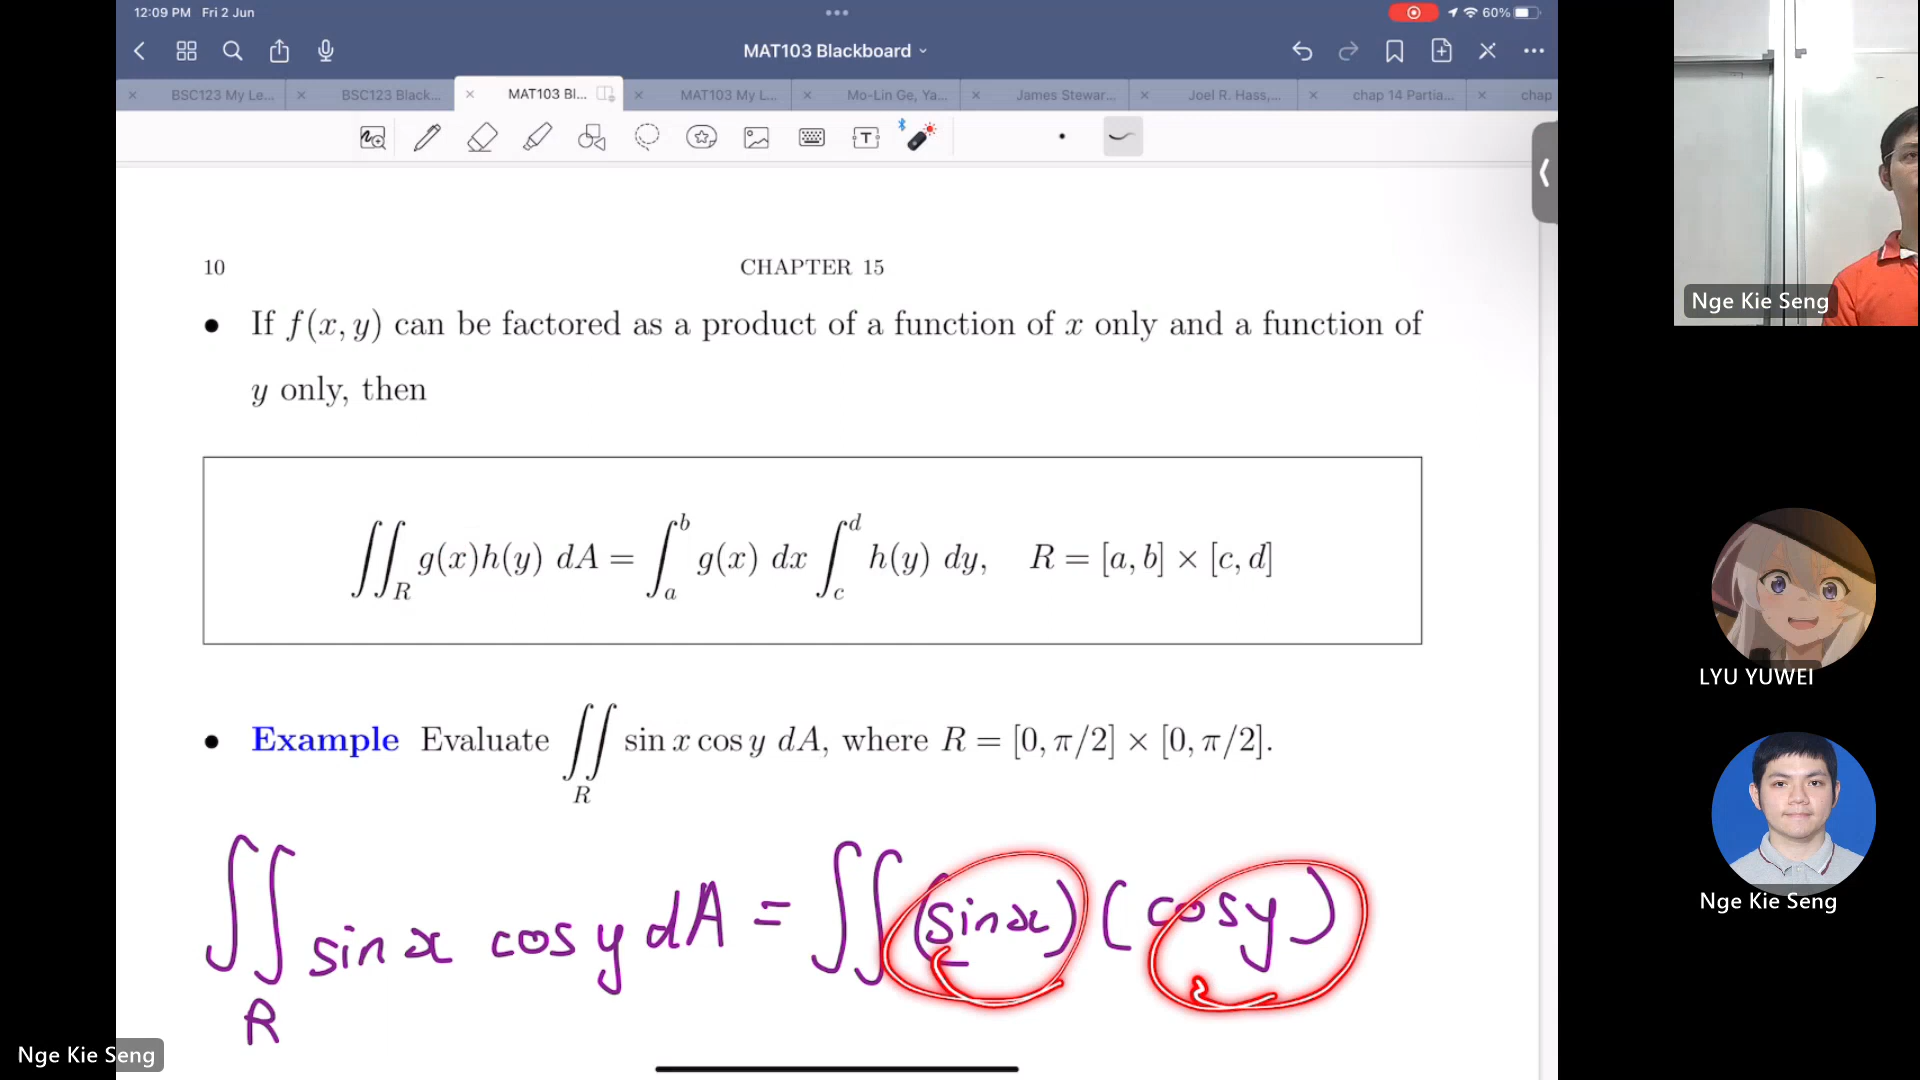 12:09 PM Fri 2 Jun
60%
MAT103 Blackboard
BSC123 My Le...
BSC123 Black...
MAT103 Bl...
MAT103 My L...
Mo-Lin Ge, Ya...
James Stewar...
Joel R. Hass,...
chap 14 Partia...
chap
10 CHAPTER 15
• If f(x, y) can be factored as a product of a function of x only and a function of
y only, then
∬_R g(x)h(y) dA = ∫_a^b g(x) dx ∫_c^d h(y) dy, R = [a, b] × [c, d]
• Example Evaluate ∬_R sin x cos y dA, where R = [0, π/2] × [0, π/2].
∬_R sin x cos y dA = ∬ (sin x) (cos y)
Nge Kie Seng
Nge Kie Seng
LYU YUWEI
Nge Kie Seng